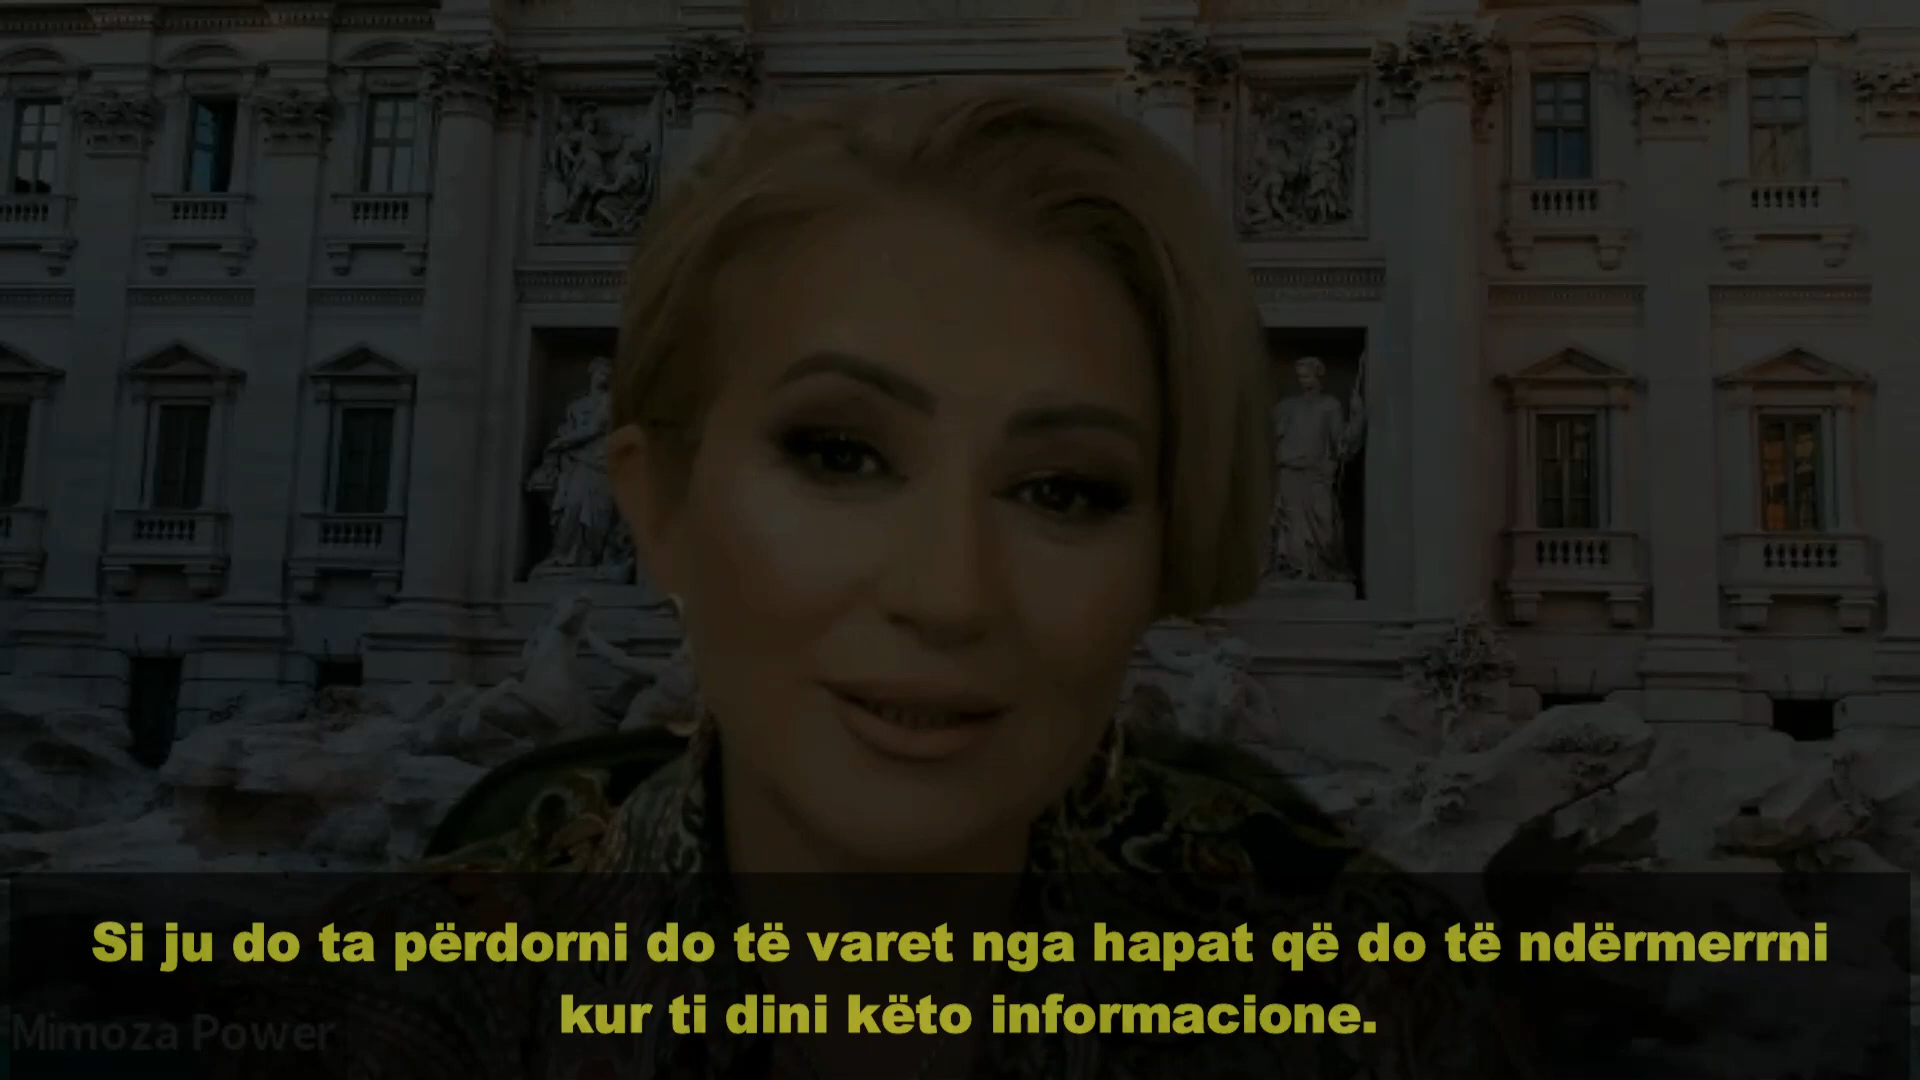 Si ju do ta përdorni do të varet nga hapat që do të ndërmerrni
kur ti dini këto informacione.
Mimoza Power